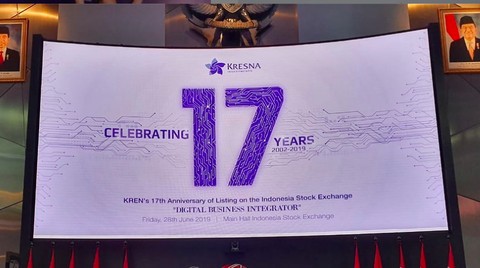 KRESNA
CELEBRATING 17 YEARS
2002-2019
KREN's 17th Anniversary of Listing on the Indonesia Stock Exchange
"DIGITAL BUSINESS INTEGRATOR"
Friday, 28th June 2019 | Main Hall Indonesia Stock Exchange